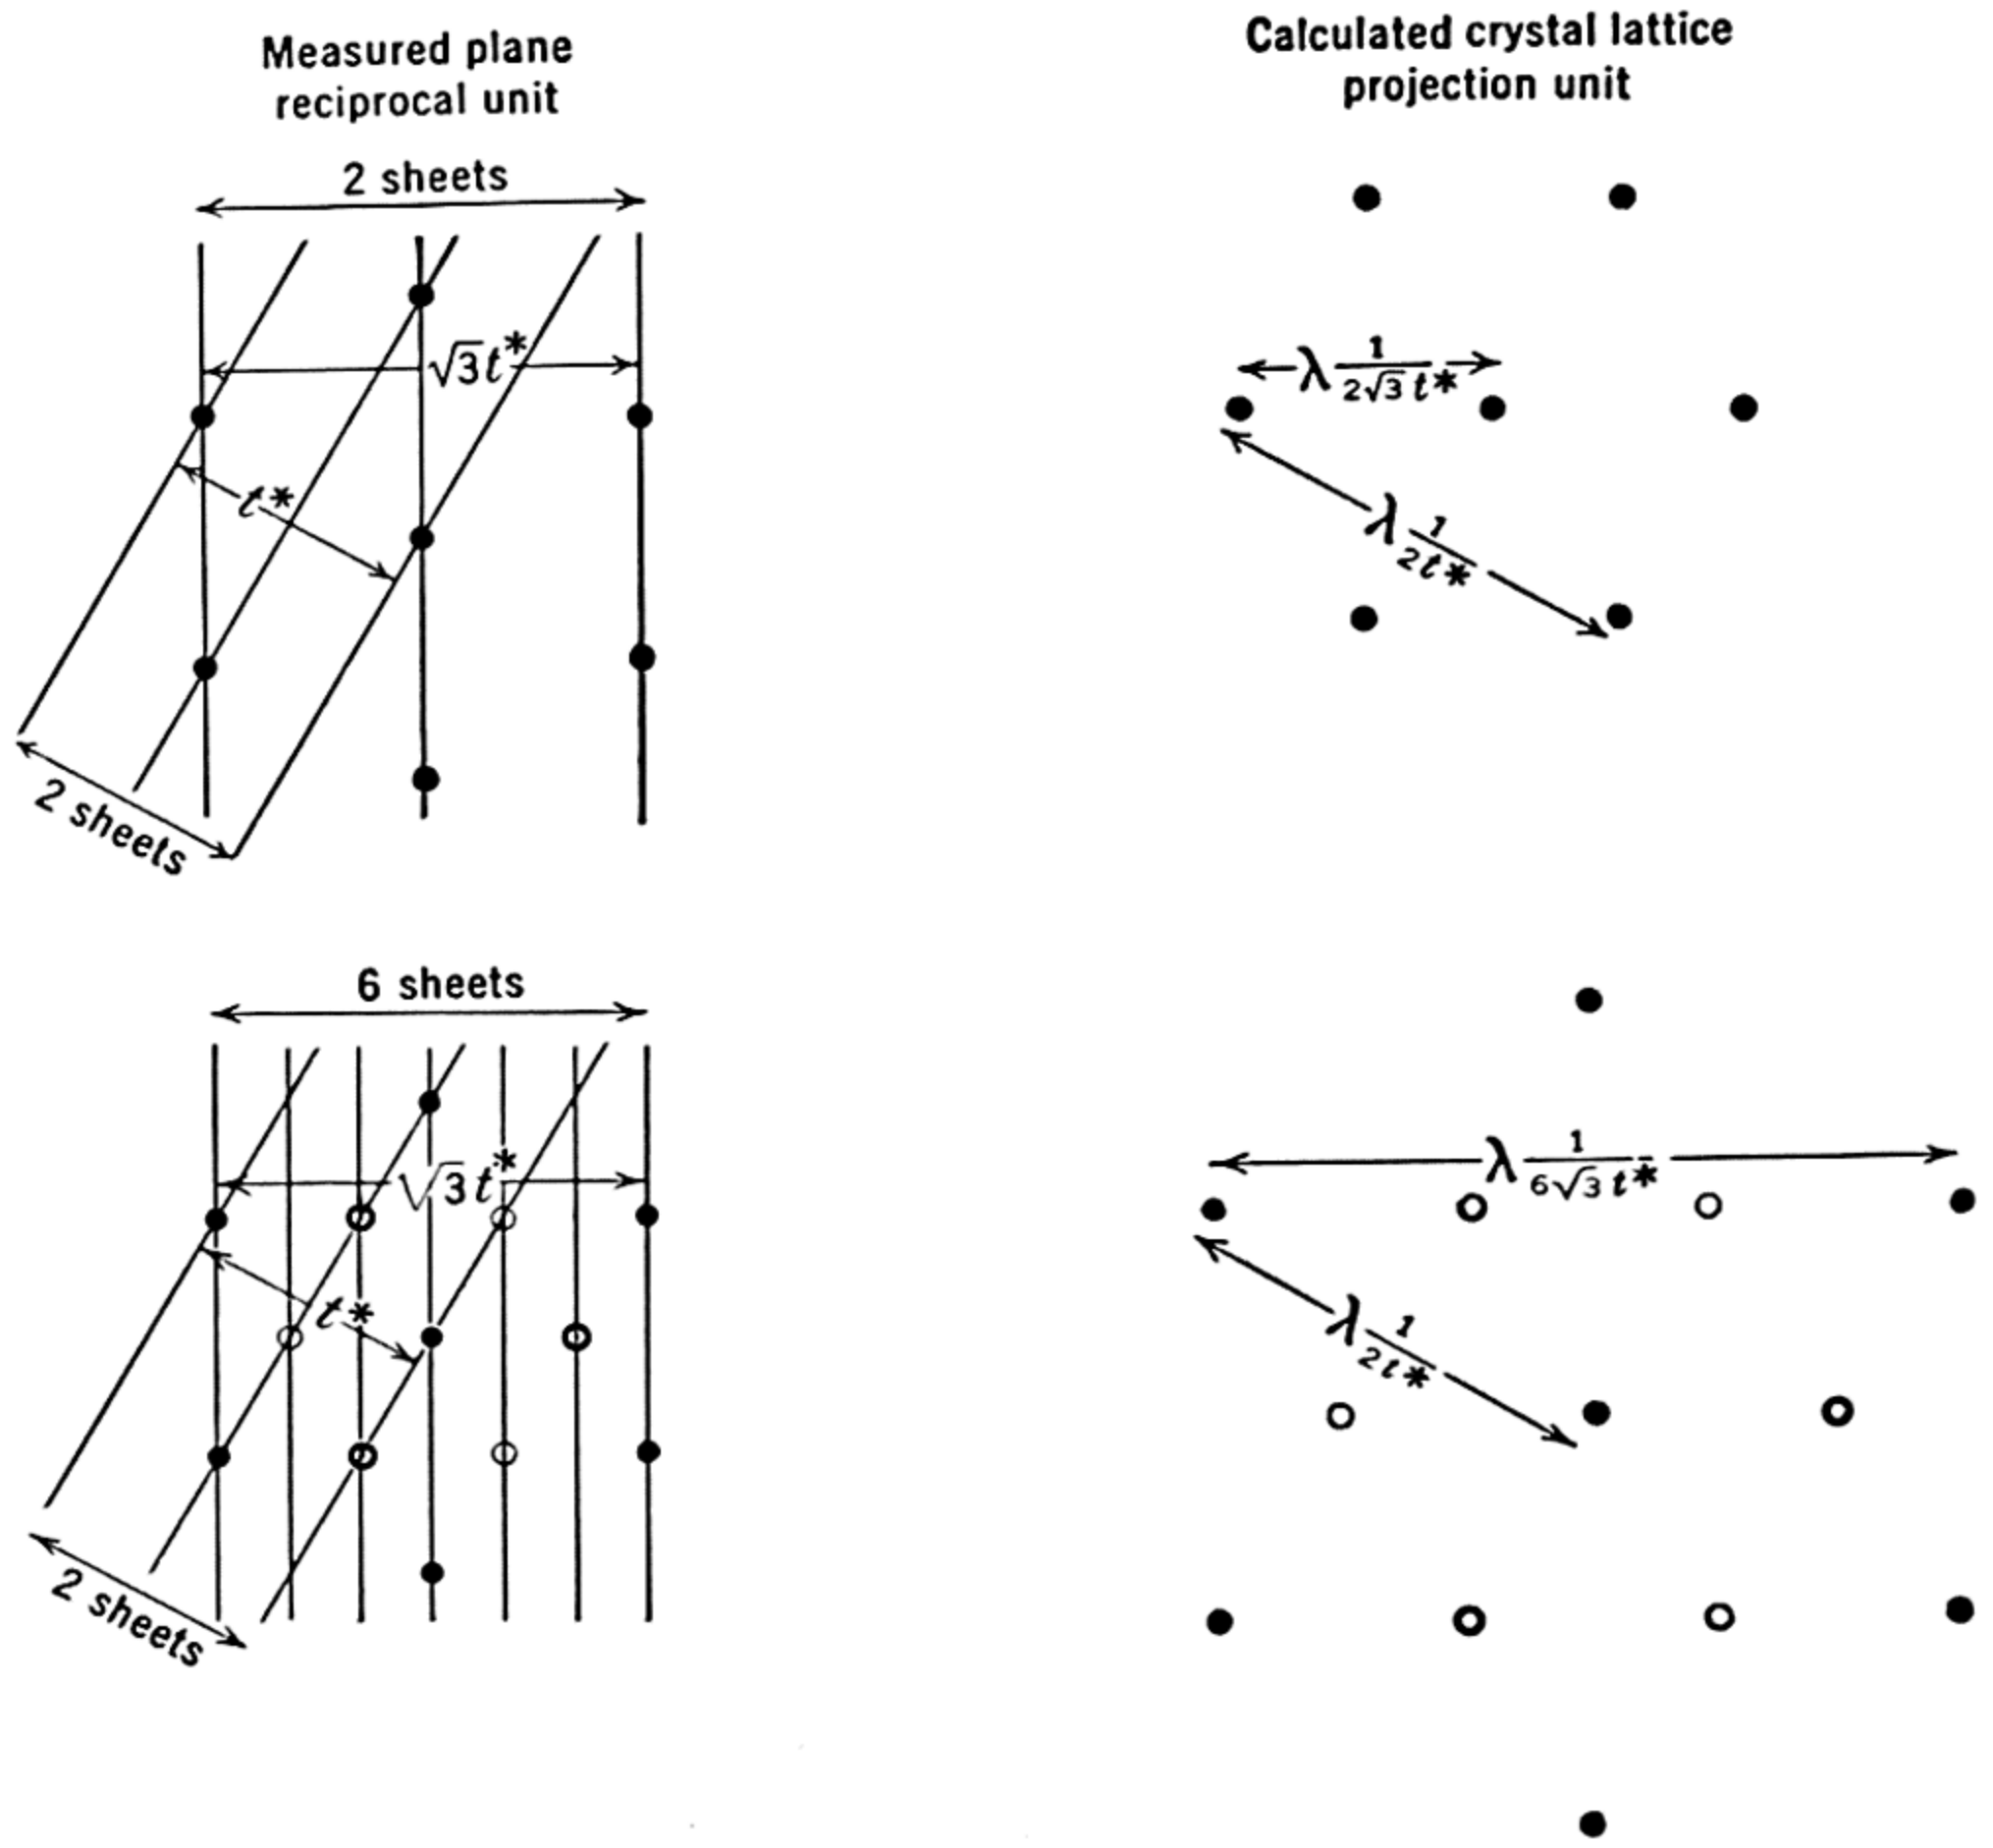 Measured plane
reciprocal unit
Calculated crystal lattice
projection unit
2 sheets
√3t*
t*
2 sheets
λ 1/2√3 t*
λ 1/2t*
6 sheets
√3t*
t*
2 sheets
λ 1/6√3 t*
λ 1/2t*